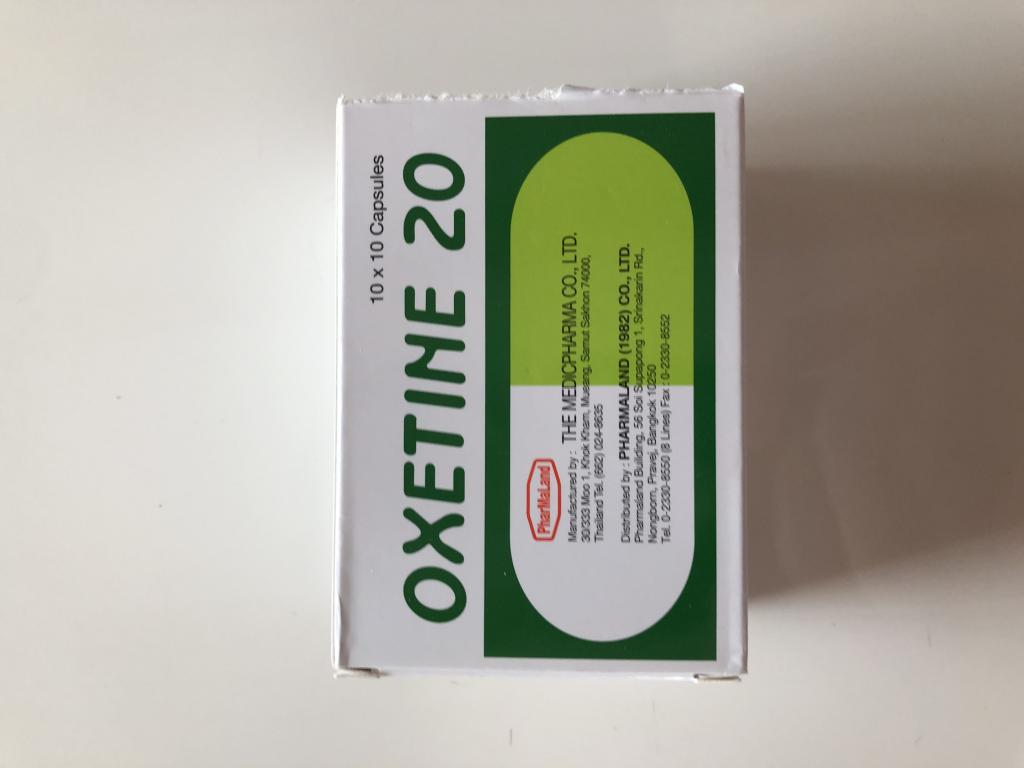 10 x 10 Capsules
OXETINE 20
PharMaLand
Manufactured by : THE MEDICPHARMA CO., LTD.
30/333 Moo 1, Khok Kham, Mueang, Samut Sakhon 74000,
Thailand Tel. (662) 024-8635
Distributed by : PHARMALAND (1982) CO., LTD.
Pharmaland Building, 56 Soi Supapong 1, Srinakarin Rd.,
Nongborn, Pravej, Bangkok 10250
Tel. 0-2330-8550 (8 Lines) Fax : 0-2330-8552